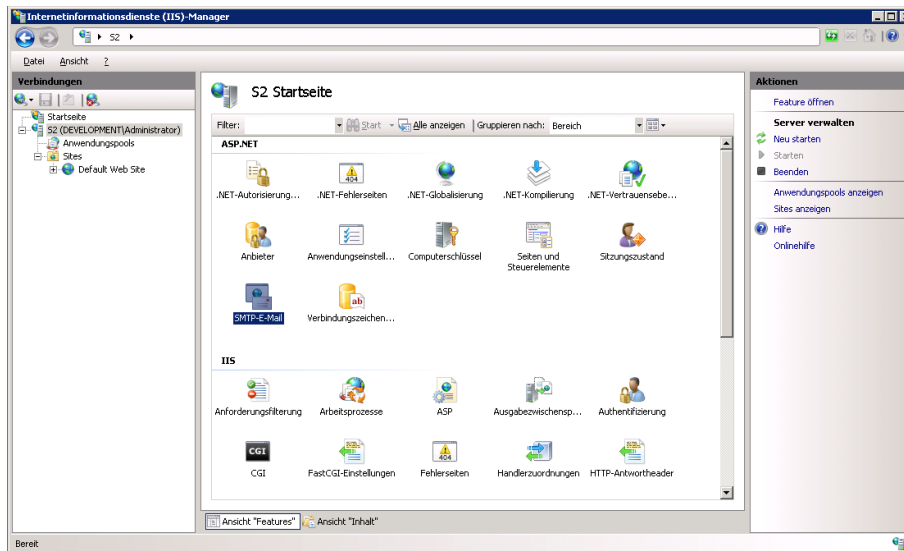 Internetinformationsdienste (IIS)-Manager
S2
Datei Ansicht ?
Verbindungen
Startseite
S2 (DEVELOPMENT\Administrator)
Anwendungspools
Sites
Default Web Site
S2 Startseite
Filter: Start Alle anzeigen Gruppieren nach: Bereich
ASP.NET
.NET-Autorisierung... .NET-Fehlerseiten .NET-Globalisierung .NET-Kompilierung .NET-Vertrauensebe...
Anbieter Anwendungseinstell... Computerschlüssel Seiten und Steuerelemente Sitzungszustand
SMTP-E-Mail Verbindungszeichen...
IIS
Anforderungsfilterung Arbeitsprozesse ASP Ausgabezwischensp... Authentifizierung
CGI FastCGI-Einstellungen Fehlerseiten Handlerzuordnungen HTTP-Antwortheader
Ansicht "Features" Ansicht "Inhalt"
Aktionen
Feature öffnen
Server verwalten
Neu starten
Starten
Beenden
Anwendungspools anzeigen
Sites anzeigen
Hilfe
Onlinehilfe
Bereit